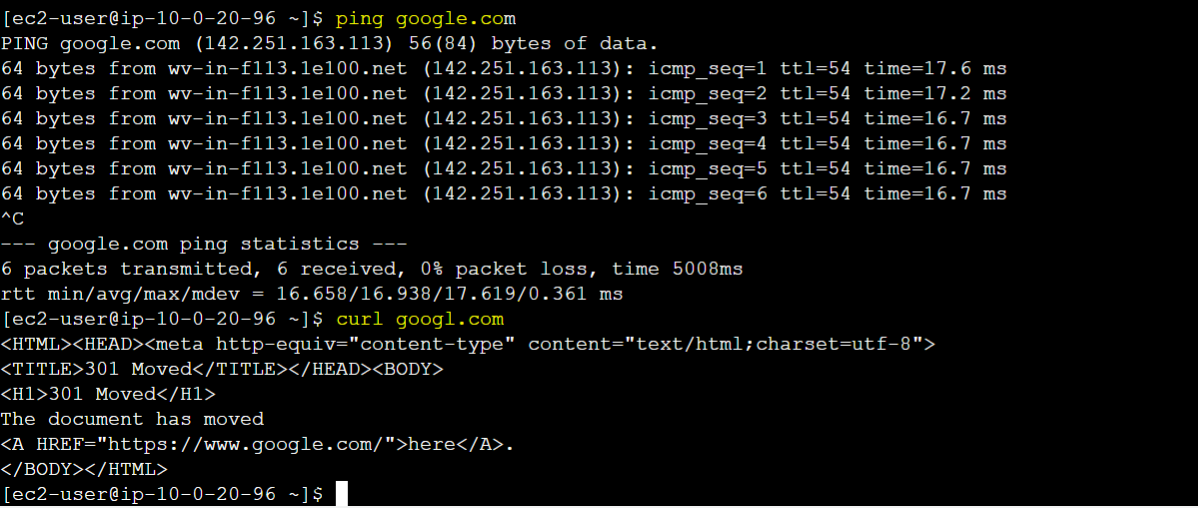 [ec2-user@ip-10-0-20-96 ~]$ ping google.com
PING google.com (142.251.163.113) 56(84) bytes of data.
64 bytes from wv-in-f113.1e100.net (142.251.163.113): icmp_seq=1 ttl=54 time=17.6 ms
64 bytes from wv-in-f113.1e100.net (142.251.163.113): icmp_seq=2 ttl=54 time=17.2 ms
64 bytes from wv-in-f113.1e100.net (142.251.163.113): icmp_seq=3 ttl=54 time=16.7 ms
64 bytes from wv-in-f113.1e100.net (142.251.163.113): icmp_seq=4 ttl=54 time=16.7 ms
64 bytes from wv-in-f113.1e100.net (142.251.163.113): icmp_seq=5 ttl=54 time=16.7 ms
64 bytes from wv-in-f113.1e100.net (142.251.163.113): icmp_seq=6 ttl=54 time=16.7 ms
^C
--- google.com ping statistics ---
6 packets transmitted, 6 received, 0% packet loss, time 5008ms
rtt min/avg/max/mdev = 16.658/16.938/17.619/0.361 ms
[ec2-user@ip-10-0-20-96 ~]$ curl googl.com
<HTML><HEAD><meta http-equiv="content-type" content="text/html;charset=utf-8">
<TITLE>301 Moved</TITLE></HEAD><BODY>
<H1>301 Moved</H1>
The document has moved
<A HREF="https://www.google.com/">here</A>.
</BODY></HTML>
[ec2-user@ip-10-0-20-96 ~]$